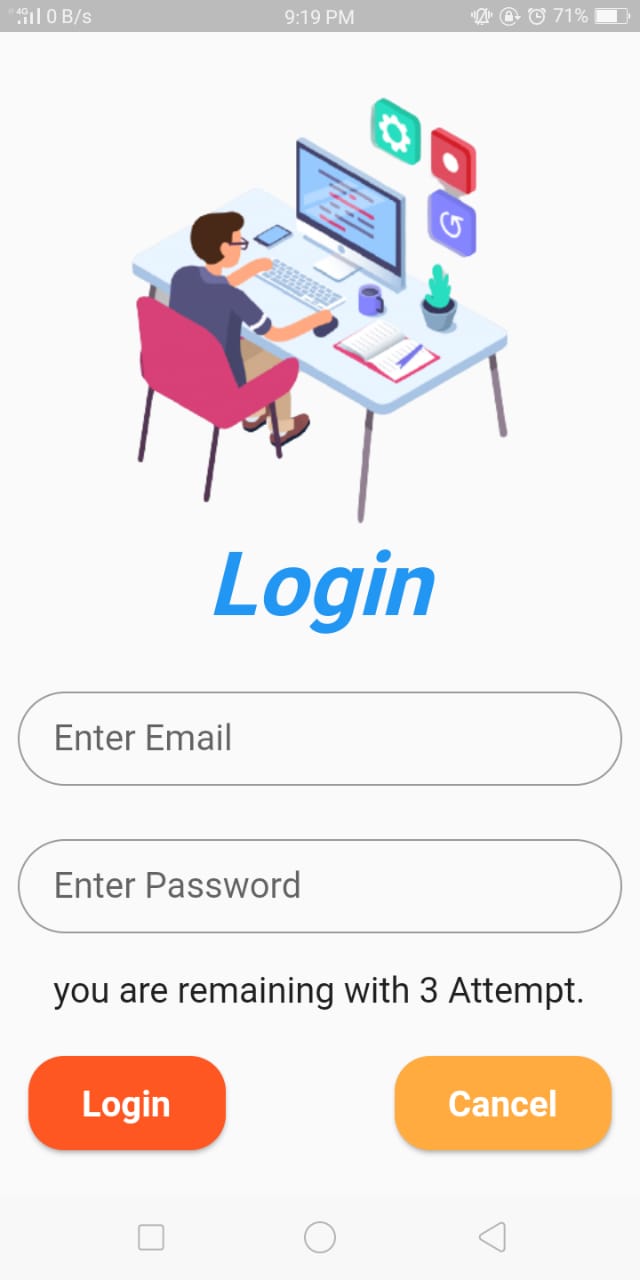 4G 0 B/s 9:19 PM 71%
Login
Enter Email
Enter Password
you are remaining with 3 Attempt.
Login Cancel